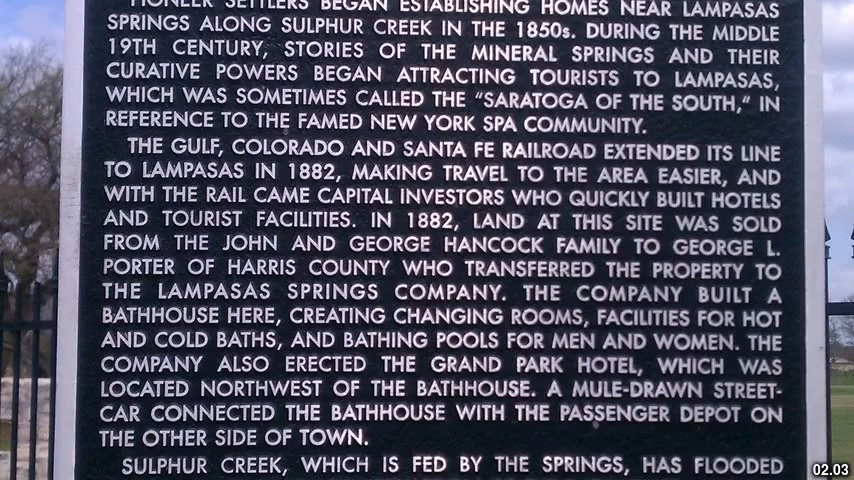 PIONEER SETTLERS BEGAN ESTABLISHING HOMES NEAR LAMPASAS
SPRINGS ALONG SULPHUR CREEK IN THE 1850s. DURING THE MIDDLE
19TH CENTURY, STORIES OF THE MINERAL SPRINGS AND THEIR
CURATIVE POWERS BEGAN ATTRACTING TOURISTS TO LAMPASAS,
WHICH WAS SOMETIMES CALLED THE "SARATOGA OF THE SOUTH," IN
REFERENCE TO THE FAMED NEW YORK SPA COMMUNITY.
THE GULF, COLORADO AND SANTA FE RAILROAD EXTENDED ITS LINE
TO LAMPASAS IN 1882, MAKING TRAVEL TO THE AREA EASIER, AND
WITH THE RAIL CAME CAPITAL INVESTORS WHO QUICKLY BUILT HOTELS
AND TOURIST FACILITIES. IN 1882, LAND AT THIS SITE WAS SOLD
FROM THE JOHN AND GEORGE HANCOCK FAMILY TO GEORGE L.
PORTER OF HARRIS COUNTY WHO TRANSFERRED THE PROPERTY TO
THE LAMPASAS SPRINGS COMPANY. THE COMPANY BUILT A
BATHHOUSE HERE, CREATING CHANGING ROOMS, FACILITIES FOR HOT
AND COLD BATHS, AND BATHING POOLS FOR MEN AND WOMEN. THE
COMPANY ALSO ERECTED THE GRAND PARK HOTEL, WHICH WAS
LOCATED NORTHWEST OF THE BATHHOUSE. A MULE-DRAWN STREET-
CAR CONNECTED THE BATHHOUSE WITH THE PASSENGER DEPOT ON
THE OTHER SIDE OF TOWN.
SULPHUR CREEK, WHICH IS FED BY THE SPRINGS, HAS FLOODED
02.03